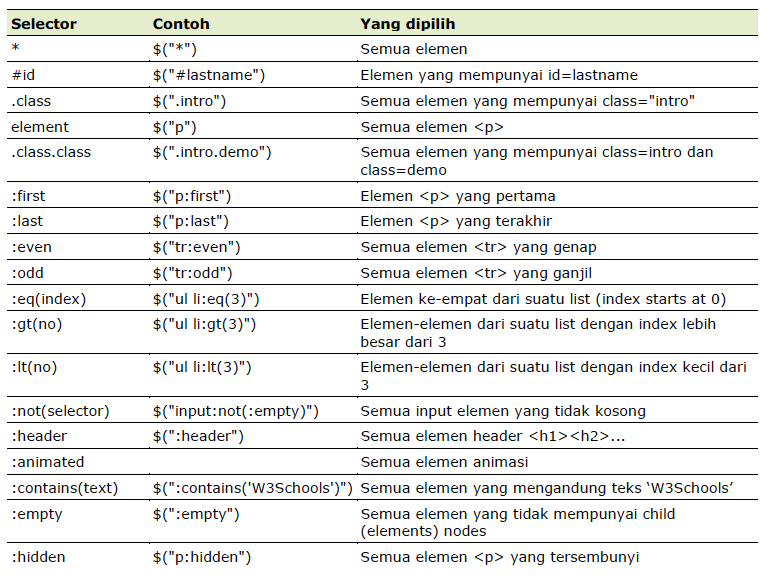 Selector Contoh Yang dipilih
* $("*") Semua elemen
#id $("#lastname") Elemen yang mempunyai id=lastname
.class $(".intro") Semua elemen yang mempunyai class="intro"
element $("p") Semua elemen <p>
.class.class $(".intro.demo") Semua elemen yang mempunyai class=intro dan
class=demo
:first $("p:first") Elemen <p> yang pertama
:last $("p:last") Elemen <p> yang terakhir
:even $("tr:even") Semua elemen <tr> yang genap
:odd $("tr:odd") Semua elemen <tr> yang ganjil
:eq(index) $("ul li:eq(3)") Elemen ke-empat dari suatu list (index starts at 0)
:gt(no) $("ul li:gt(3)") Elemen-elemen dari suatu list dengan index lebih
besar dari 3
:lt(no) $("ul li:lt(3)") Elemen-elemen dari suatu list dengan index kecil dari
3
:not(selector) $("input:not(:empty)") Semua input elemen yang tidak kosong
:header $(":header") Semua elemen header <h1><h2>...
:animated Semua elemen animasi
:contains(text) $(":contains('W3Schools')") Semua elemen yang mengandung teks ‘W3Schools’
:empty $(":empty") Semua elemen yang tidak mempunyai child
(elements) nodes
:hidden $("p:hidden") Semua elemen <p> yang tersembunyi